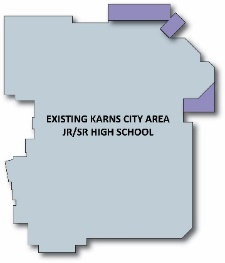 EXISTING KARNS CITY AREA
JR/SR HIGH SCHOOL